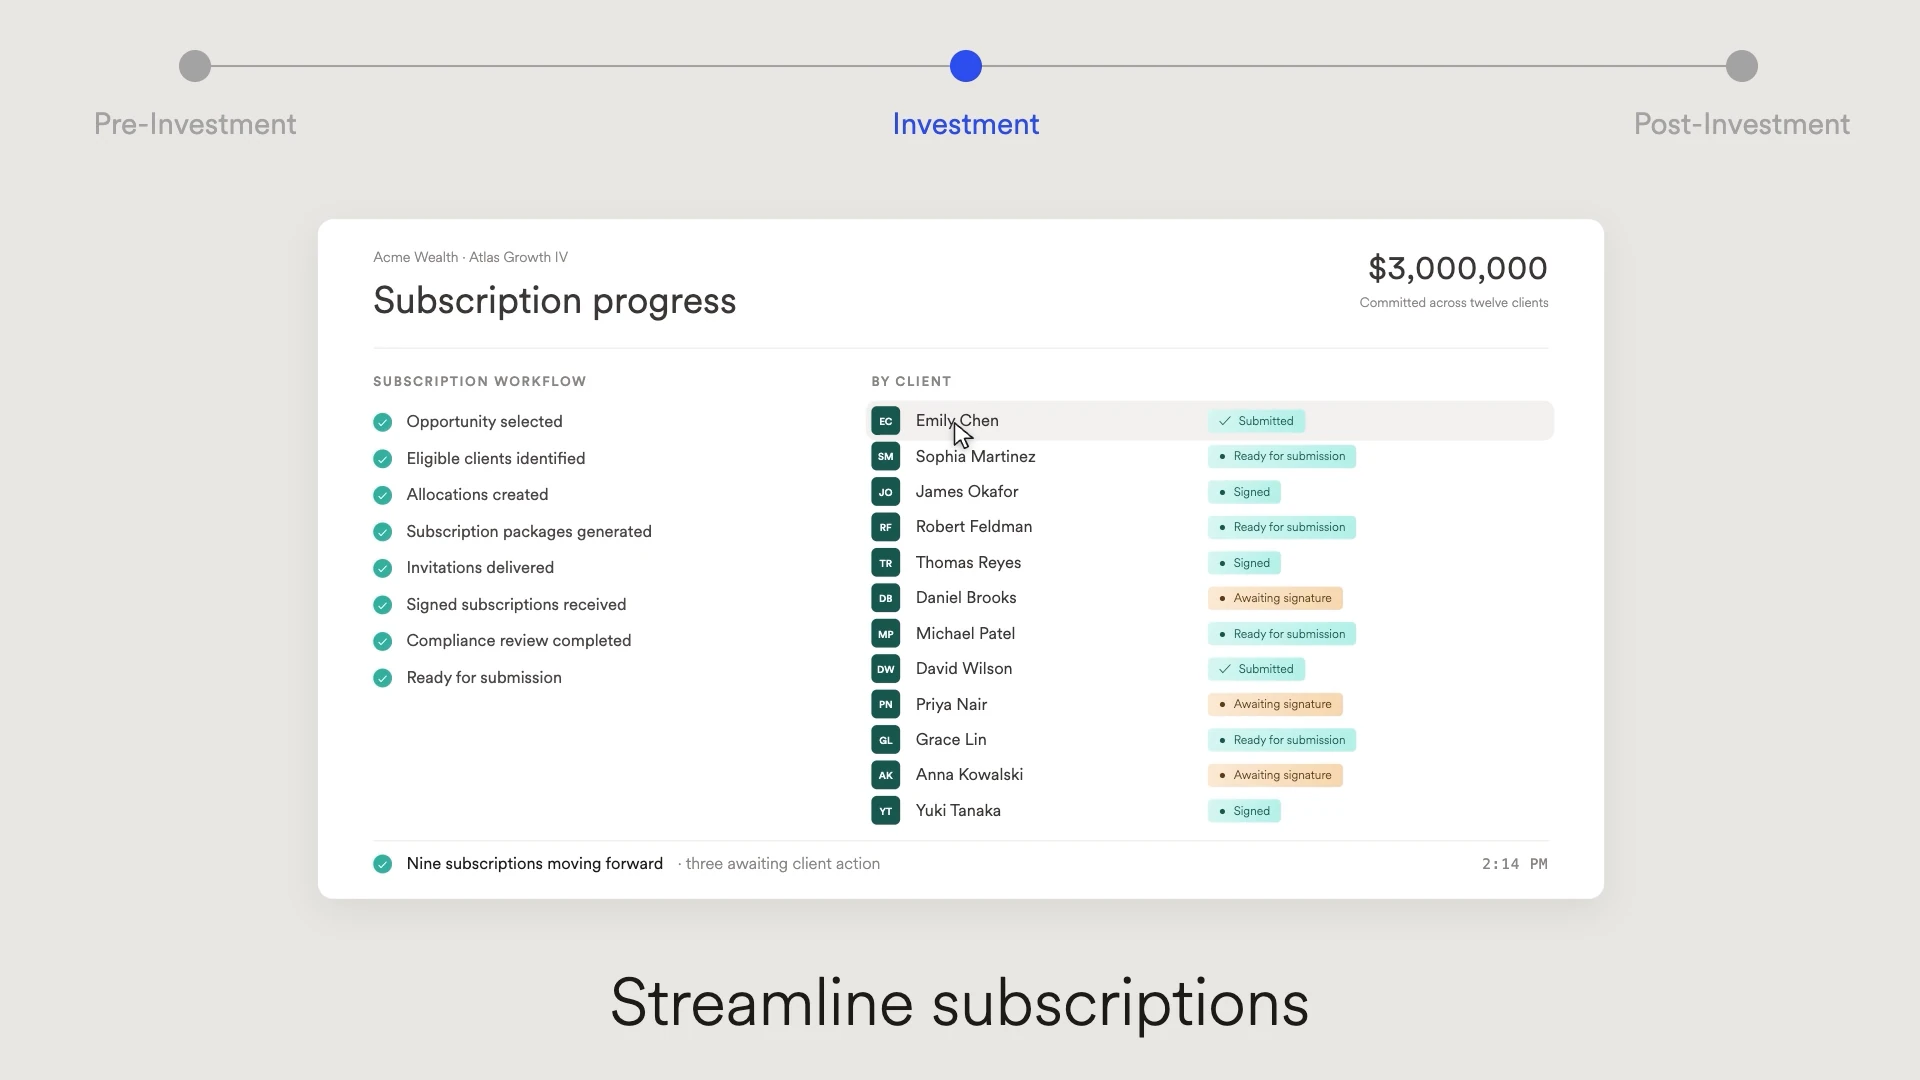 Pre-Investment
Investment
Post-Investment
Acme Wealth · Atlas Growth IV
Subscription progress
$3,000,000
Committed across twelve clients
SUBSCRIPTION WORKFLOW
Opportunity selected
Eligible clients identified
Allocations created
Subscription packages generated
Invitations delivered
Signed subscriptions received
Compliance review completed
Ready for submission
BY CLIENT
EC Emily Chen Submitted
SM Sophia Martinez Ready for submission
JO James Okafor Signed
RF Robert Feldman Ready for submission
TR Thomas Reyes Signed
DB Daniel Brooks Awaiting signature
MP Michael Patel Ready for submission
DW David Wilson Submitted
PN Priya Nair Awaiting signature
GL Grace Lin Ready for submission
AK Anna Kowalski Awaiting signature
YT Yuki Tanaka Signed
Nine subscriptions moving forward · three awaiting client action
2:14 PM
Streamline subscriptions